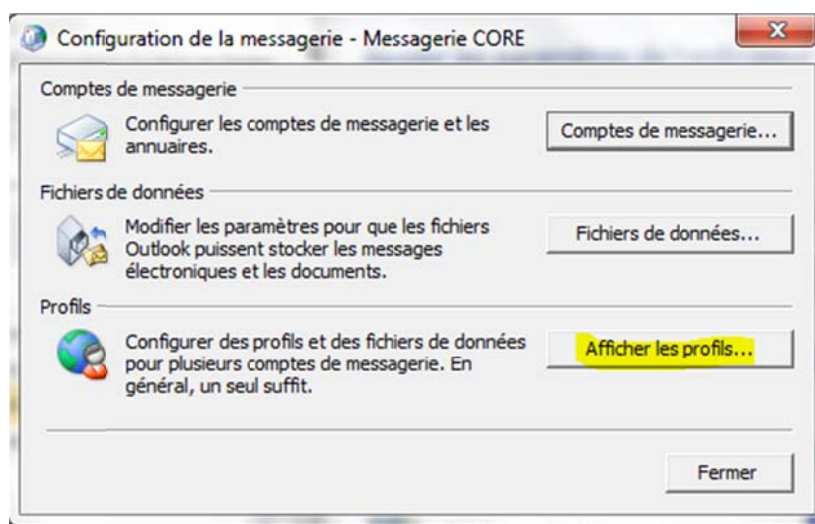 Configuration de la messagerie - Messagerie CORE
Comptes de messagerie
Configurer les comptes de messagerie et les
annuaires.
Comptes de messagerie...
Fichiers de données
Modifier les paramètres pour que les fichiers
Outlook puissent stocker les messages
électroniques et les documents.
Fichiers de données...
Profils
Configurer des profils et des fichiers de données
pour plusieurs comptes de messagerie. En
général, un seul suffit.
Afficher les profils...
Fermer